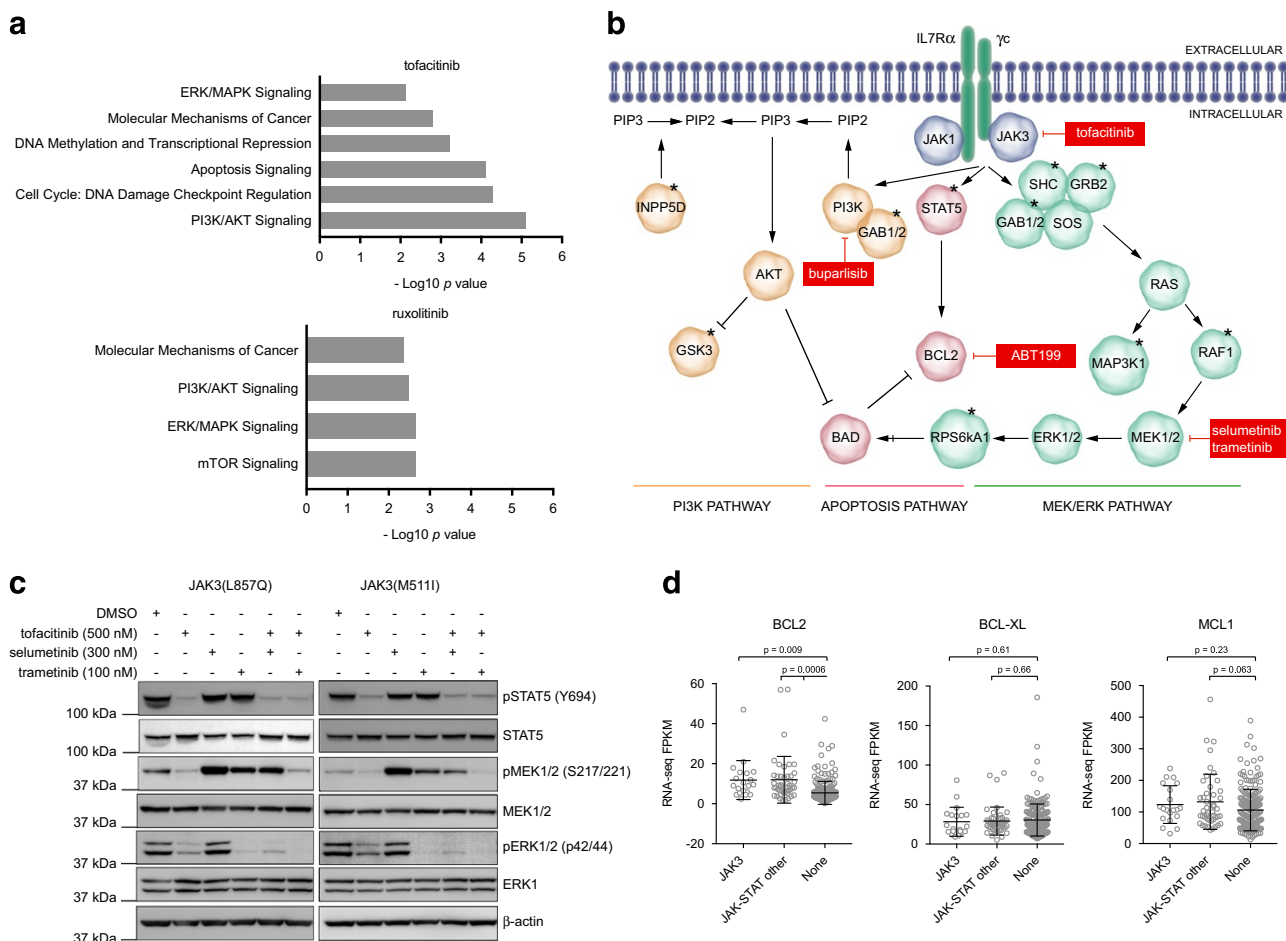 a
tofacitinib
ERK/MAPK Signaling
Molecular Mechanisms of Cancer
DNA Methylation and Transcriptional Repression
Apoptosis Signaling
Cell Cycle: DNA Damage Checkpoint Regulation
PI3K/AKT Signaling
0 1 2 3 4 5 6
- Log10 p value
ruxolitinib
Molecular Mechanisms of Cancer
PI3K/AKT Signaling
ERK/MAPK Signaling
mTOR Signaling
0 1 2 3 4 5 6
- Log10 p value
b
IL7Rα γc
EXTRACELLULAR
INTRACELLULAR
PIP3 PIP2 PIP3 PIP2
JAK1 JAK3 tofacitinib
INPP5D*
PI3K
GAB1/2*
STAT5*
SHC*
GRB2*
GAB1/2*
SOS
buparlisib
AKT
RAS
GSK3*
BCL2
ABT199
MAP3K1*
RAF1*
BAD
RPS6kA1*
ERK1/2
MEK1/2
selumetinib
trametinib
PI3K PATHWAY
APOPTOSIS PATHWAY
MEK/ERK PATHWAY
c
JAK3(L857Q) JAK3(M511I)
DMSO + - - - - - + - - - - -
tofacitinib (500 nM) - + - - + + - + - - + +
selumetinib (300 nM) - - + - + - - - + - + -
trametinib (100 nM) - - - + - + - - - + - +
pSTAT5 (Y694)
100 kDa
STAT5
100 kDa
pMEK1/2 (S217/221)
37 kDa
MEK1/2
37 kDa
pERK1/2 (p42/44)
37 kDa
ERK1
37 kDa
β-actin
37 kDa
d
BCL2
p = 0.009
p = 0.0006
RNA-seq FPKM
60
40
20
0
-20
JAK3
JAK-STAT other
None
BCL-XL
p = 0.61
p = 0.66
RNA-seq FPKM
200
150
100
50
0
JAK3
JAK-STAT other
None
MCL1
p = 0.23
p = 0.063
RNA-seq FPKM
500
400
300
200
100
0
JAK3
JAK-STAT other
None